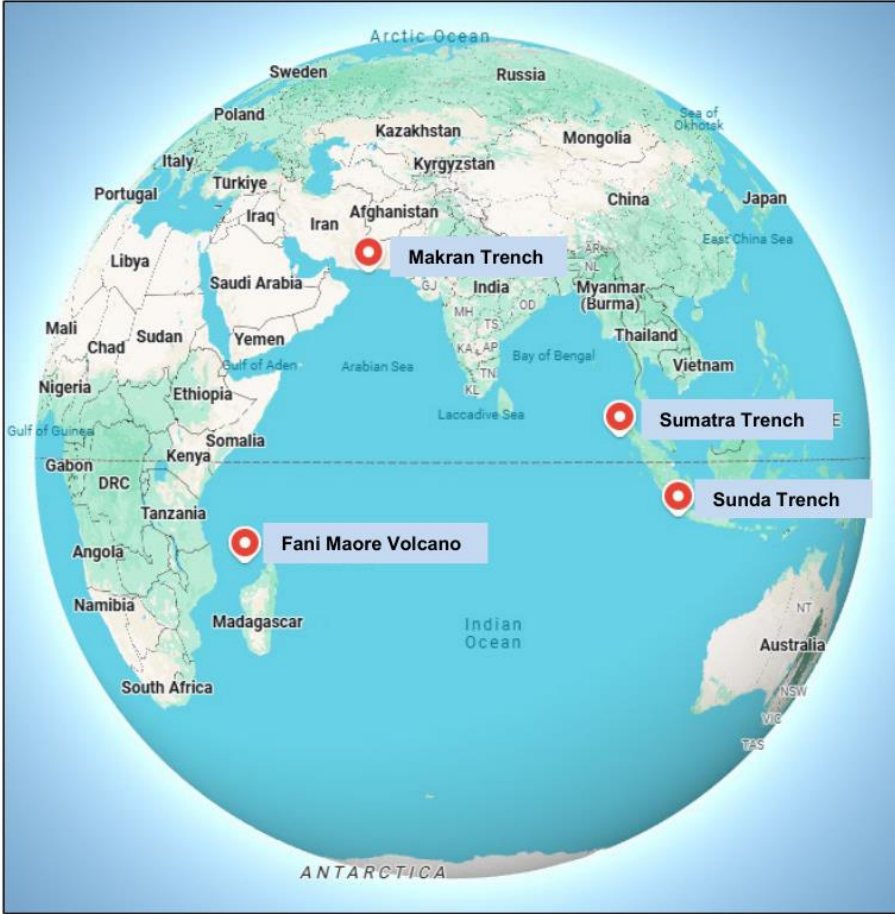 Arctic Ocean
Sweden
Russia
Poland
Sea of
Okhotsk
Kazakhstan
Mongolia
Italy
Kyrgyzstan
Türkiye
Portugal
China
Japan
Iraq
Iran
Afghanistan
East China Sea
Libya
Makran Trench
AR
NL
Saudi Arabia
GJ
India
Myanmar
(Burma)
MH
OD
Mali
Chad
Sudan
Yemen
TS
Thailand
KA
AP
Bay of Bengal
Gulf of Aden
Arabian Sea
TN
Vietnam
Nigeria
Ethiopia
KL
Laccadive Sea
Sumatra Trench
E
Gulf of Guinea
Somalia
Kenya
Gabon
DRC
Sunda Trench
Tanzania
Fani Maore Volcano
Angola
Namibia
NT
Madagascar
Indian
Ocean
Australia
South Africa
NSW
VIC
TAS
ANTARCTICA